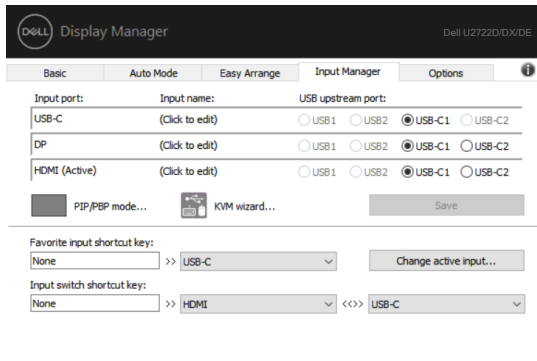 DELL Display Manager
Dell U2722D/DX/DE
Basic Auto Mode Easy Arrange Input Manager Options
Input port: Input name: USB upstream port:
USB-C (Click to edit) USB1 USB2 USB-C1 USB-C2
DP (Click to edit) USB1 USB2 USB-C1 USB-C2
HDMI (Active) (Click to edit) USB1 USB2 USB-C1 USB-C2
PIP/PBP mode... KVM wizard... Save
Favorite input shortcut key:
None >> USB-C Change active input...
Input switch shortcut key:
None >> HDMI <<>> USB-C